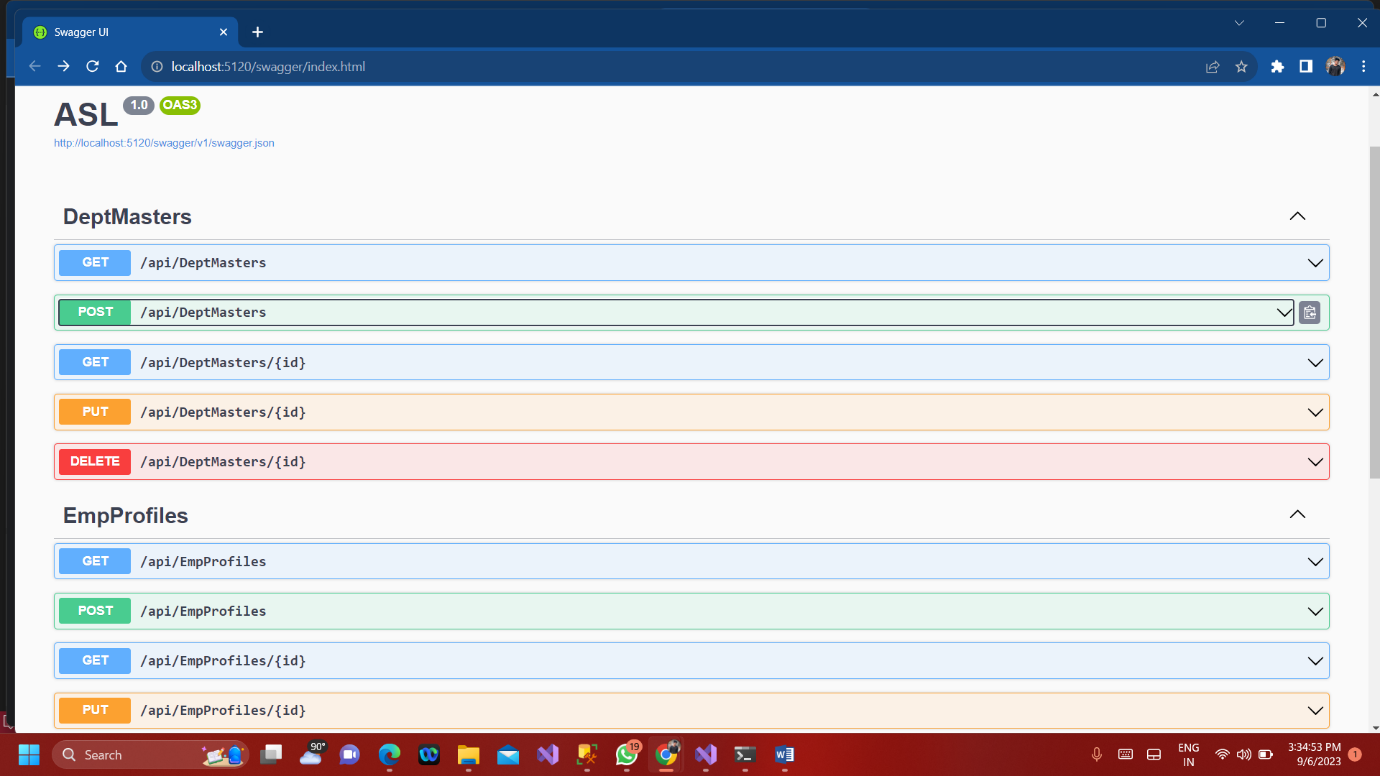 Swagger UI
localhost:5120/swagger/index.html
ASL 1.0 OAS3
http://localhost:5120/swagger/v1/swagger.json
DeptMasters
GET /api/DeptMasters
POST /api/DeptMasters
GET /api/DeptMasters/{id}
PUT /api/DeptMasters/{id}
DELETE /api/DeptMasters/{id}
EmpProfiles
GET /api/EmpProfiles
POST /api/EmpProfiles
GET /api/EmpProfiles/{id}
PUT /api/EmpProfiles/{id}
Search
90°
19
ENG
IN
3:34:53 PM
9/6/2023
1